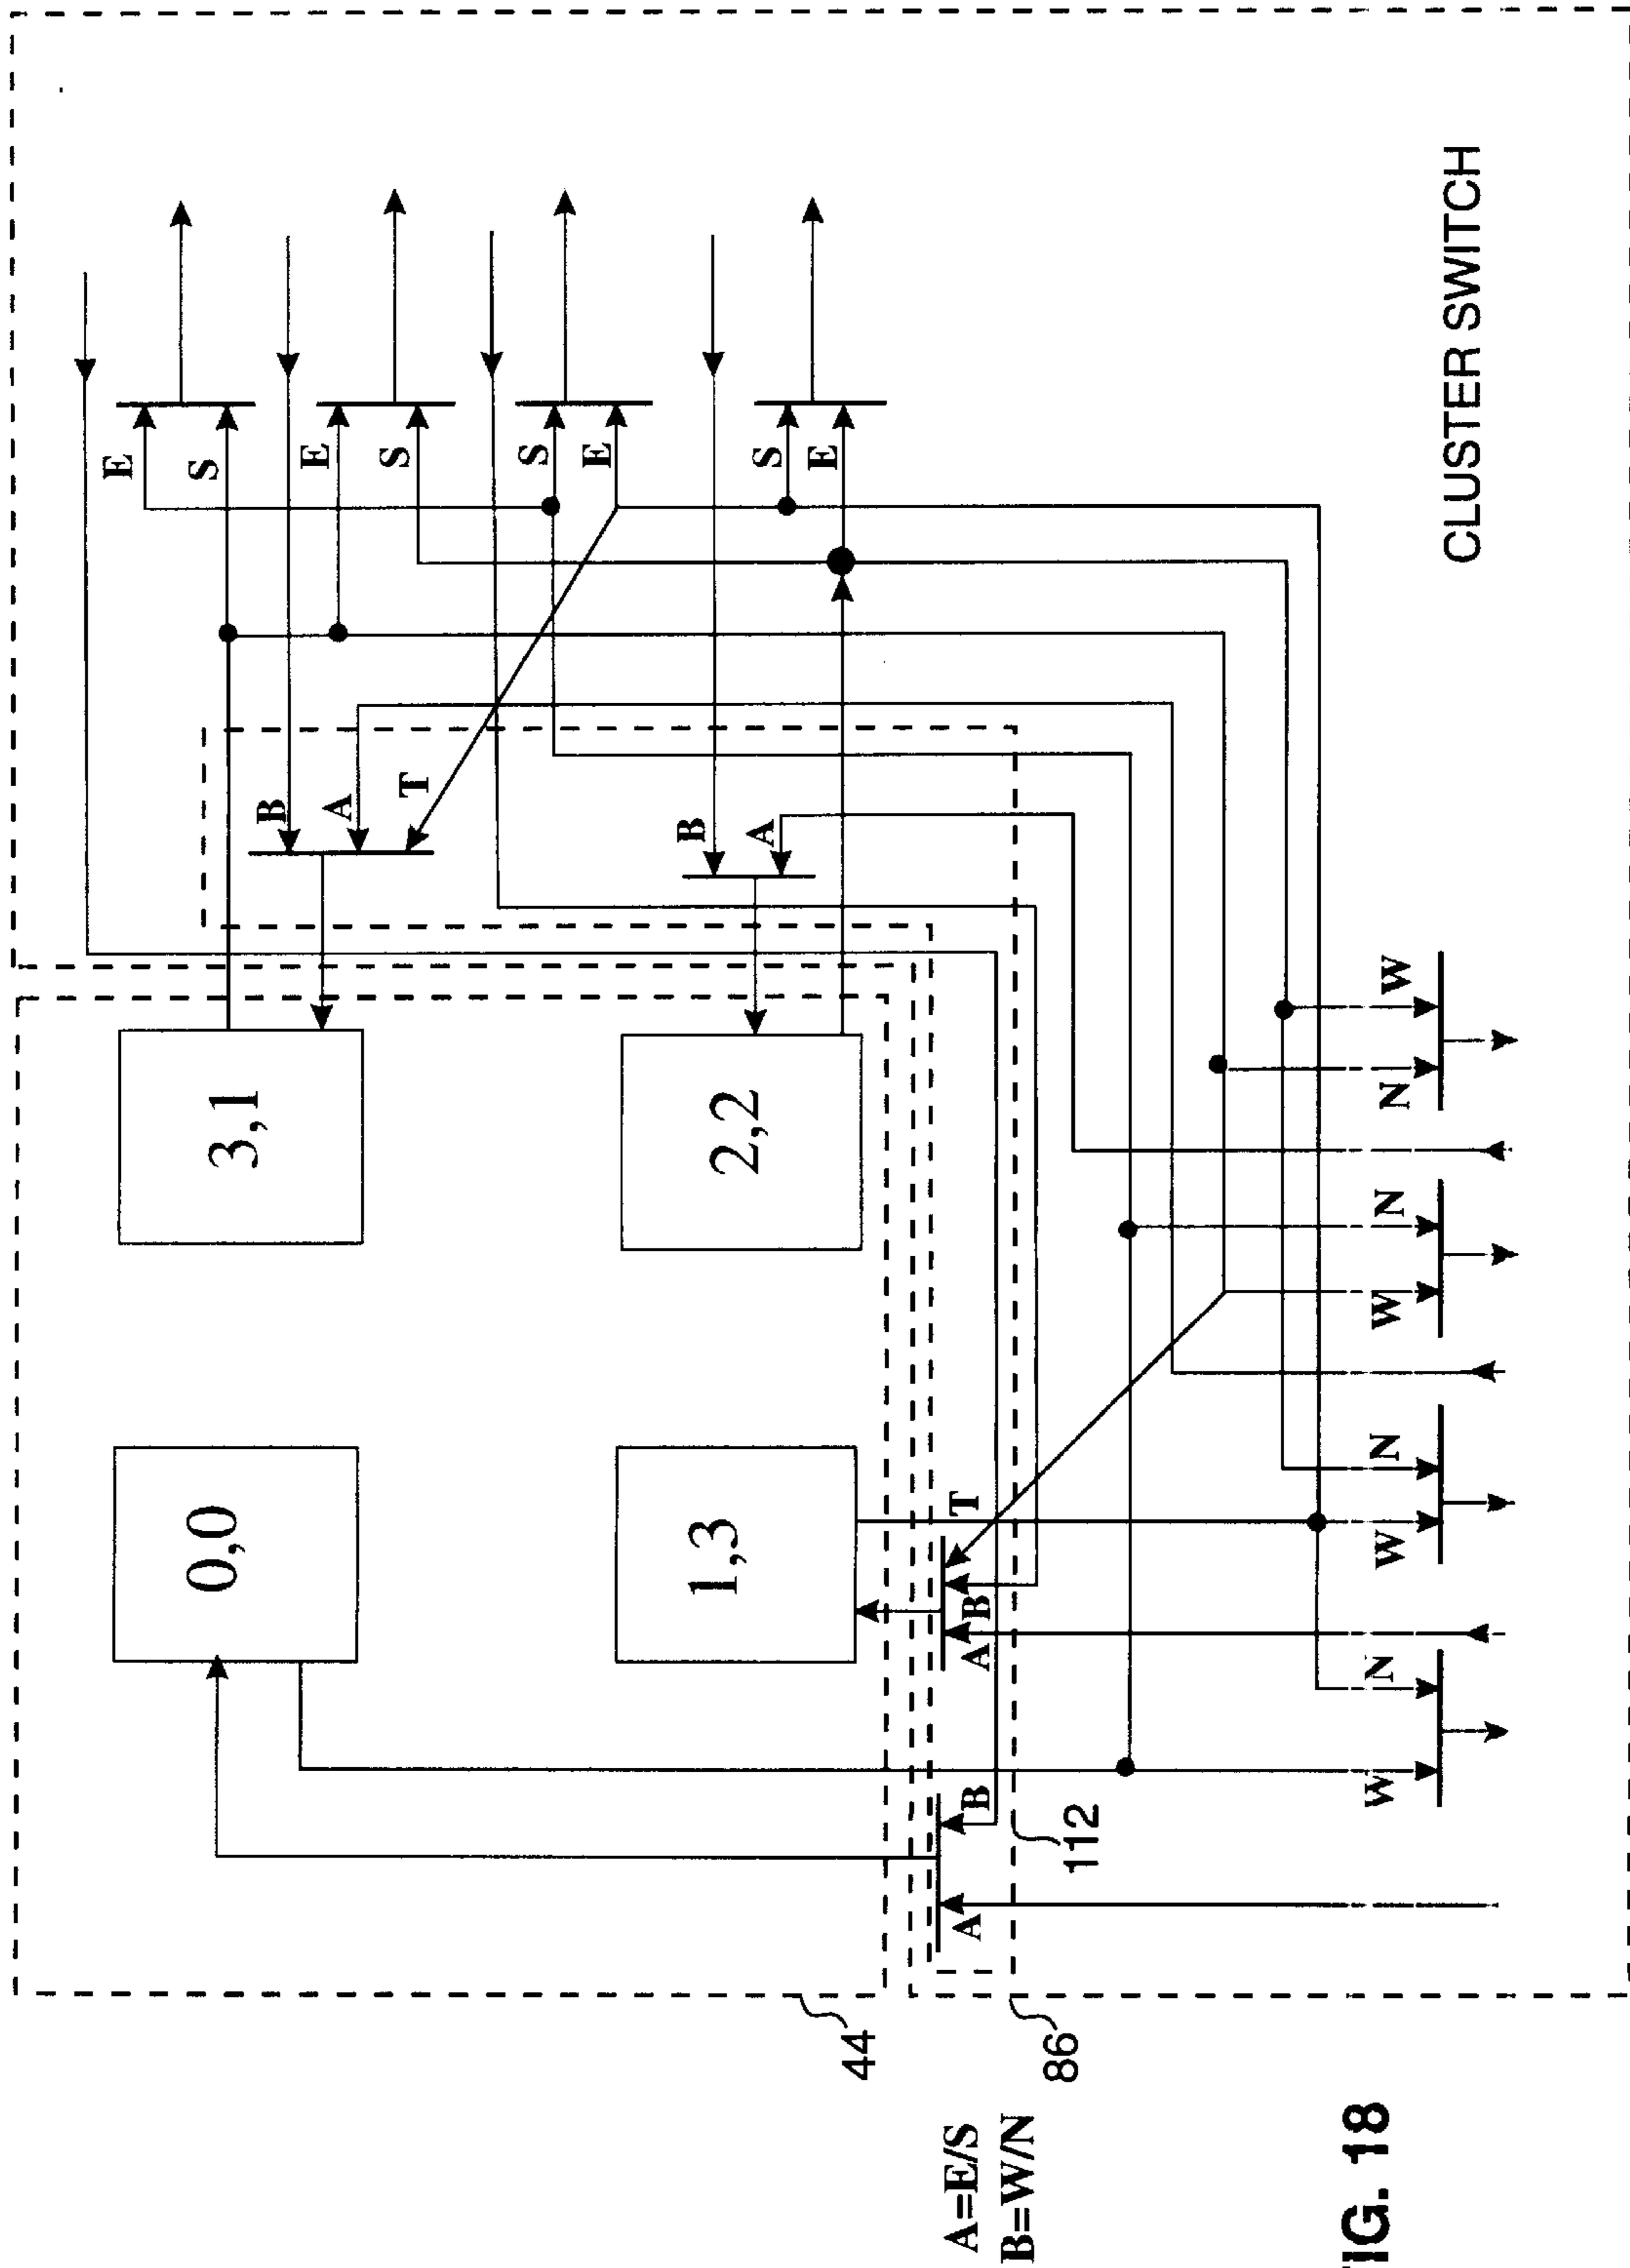 E
0,0
3,1
S
B
E
A
S
T
S
E
B
1,3
2,2
A
S
E
44
A=E/S
A
B
A
B
T
B=W/N
86
112
IG. 18
W
N
W
N
W
N
N
W
CLUSTER SWITCH